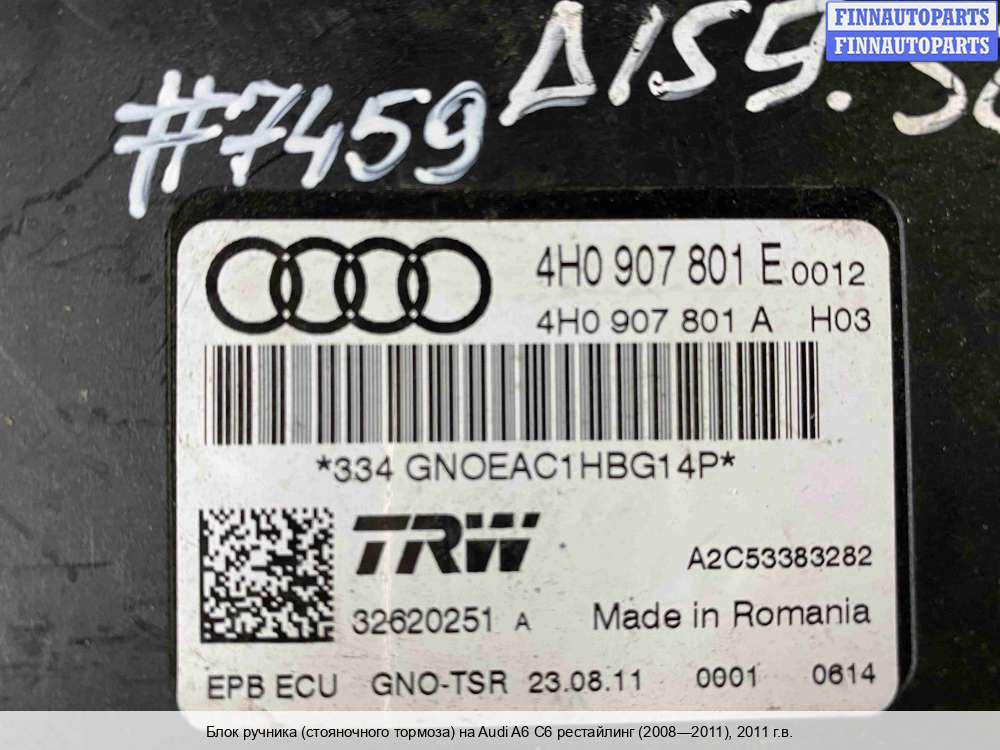 FINNAUTOPARTS
FINNAUTOPARTS
#7459
4H0 907 801 E 0012
4H0 907 801 A H03
*334 GNOEAC1HBG14P*
TRW
A2C53383282
32620251 A Made in Romania
EPB ECU GNO-TSR 23.08.11 0001 0614
Блок ручника (стояночного тормоза) на Audi A6 C6 рестайлинг (2008—2011), 2011 г.в.